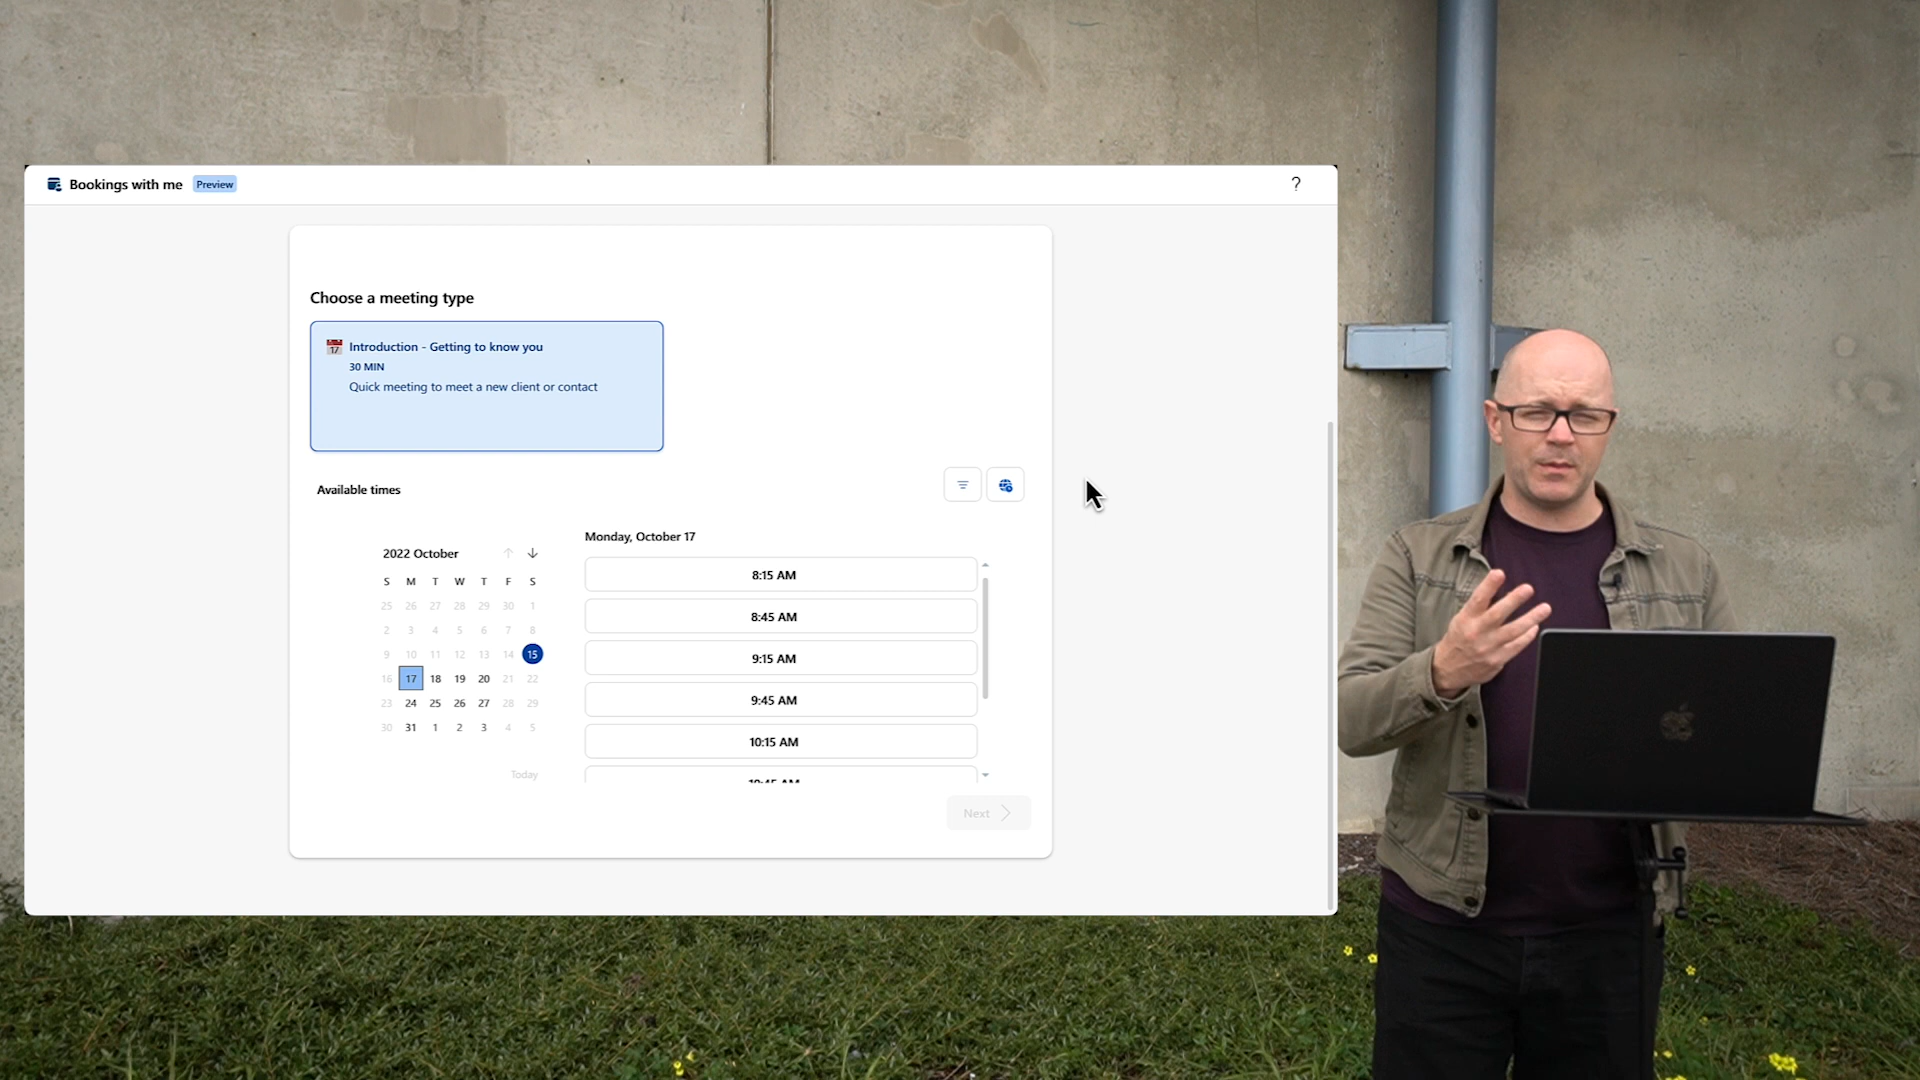 Bookings with me Preview ?
Choose a meeting type
17 Introduction - Getting to know you
30 MIN
Quick meeting to meet a new client or contact
Available times
2022 October
S M T W T F S
25 26 27 28 29 30 1
2 3 4 5 6 7 8
9 10 11 12 13 14 15
16 17 18 19 20 21 22
23 24 25 26 27 28 29
30 31 1 2 3 4 5
Today
Monday, October 17
8:15 AM
8:45 AM
9:15 AM
9:45 AM
10:15 AM
10:45 AM
Next